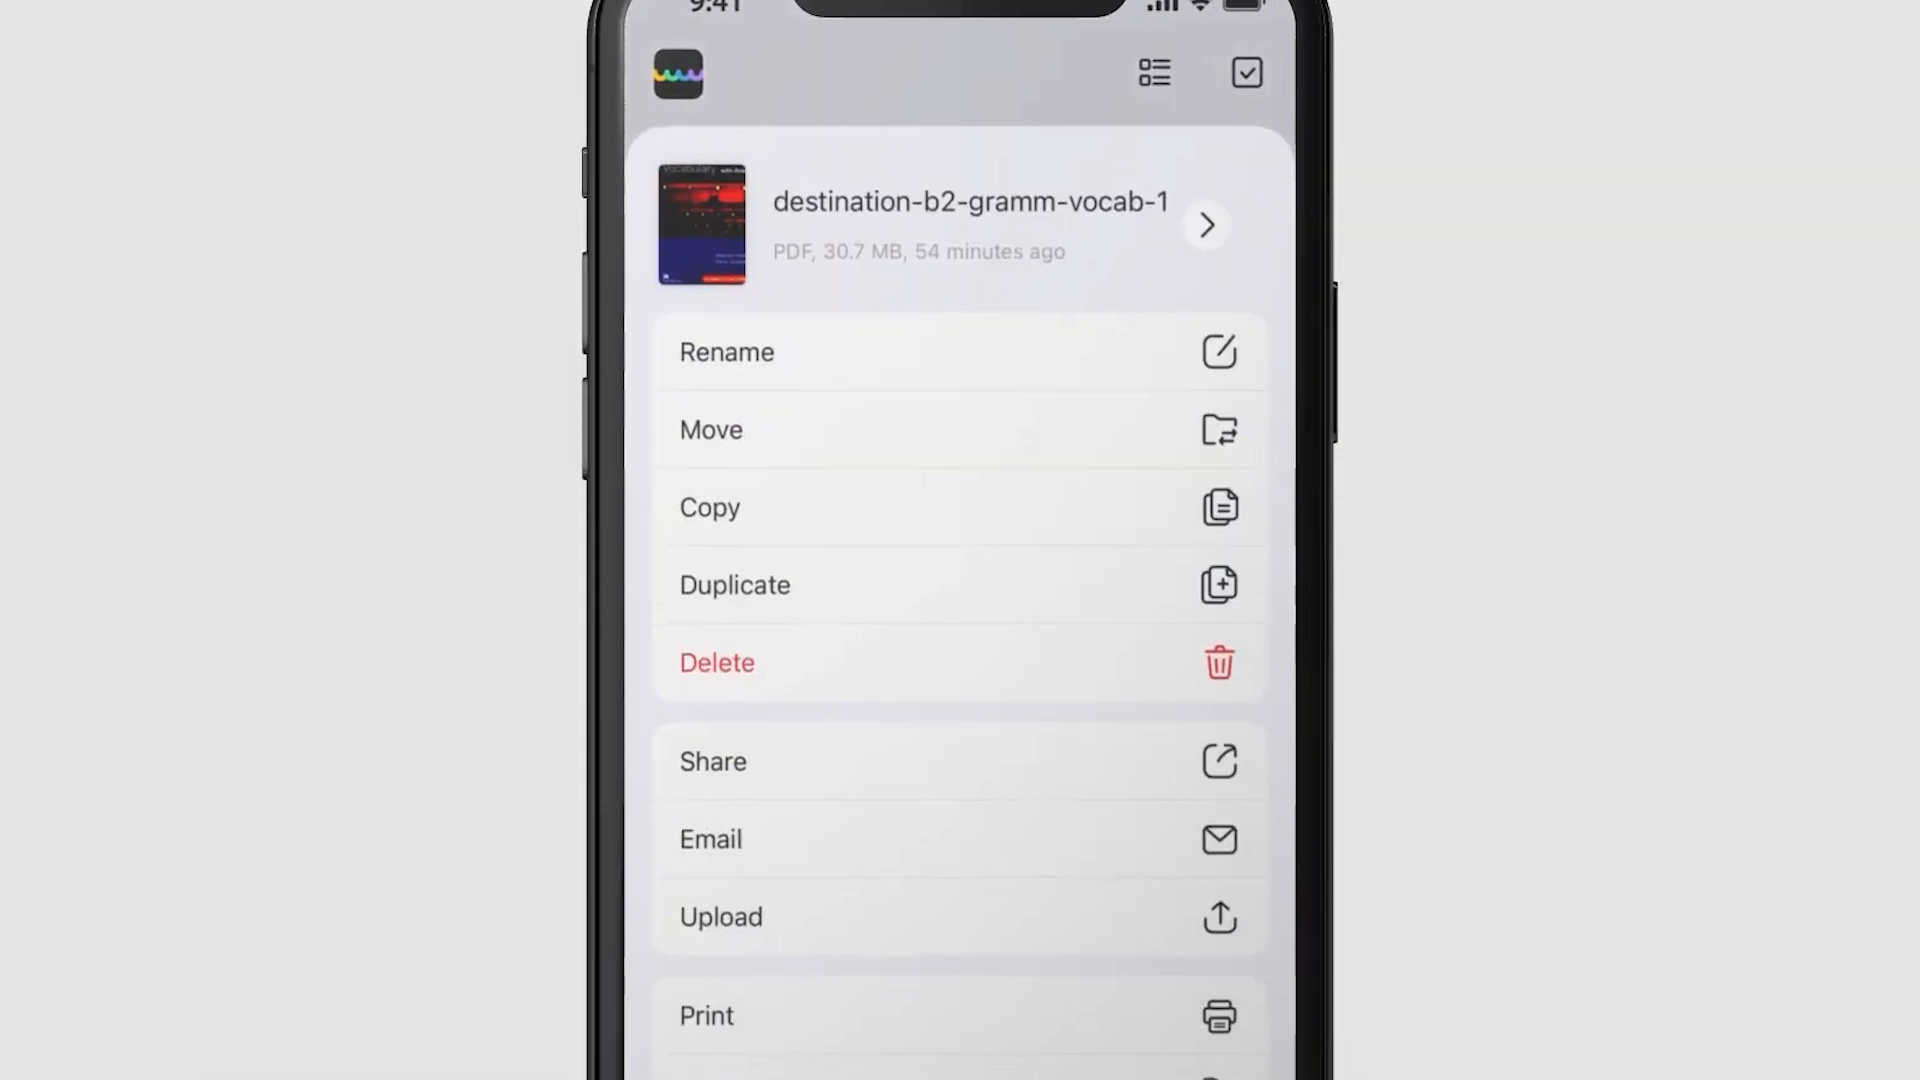 9:41
destination-b2-gramm-vocab-1
PDF, 30.7 MB, 54 minutes ago
Rename
Move
Copy
Duplicate
Delete
Share
Email
Upload
Print